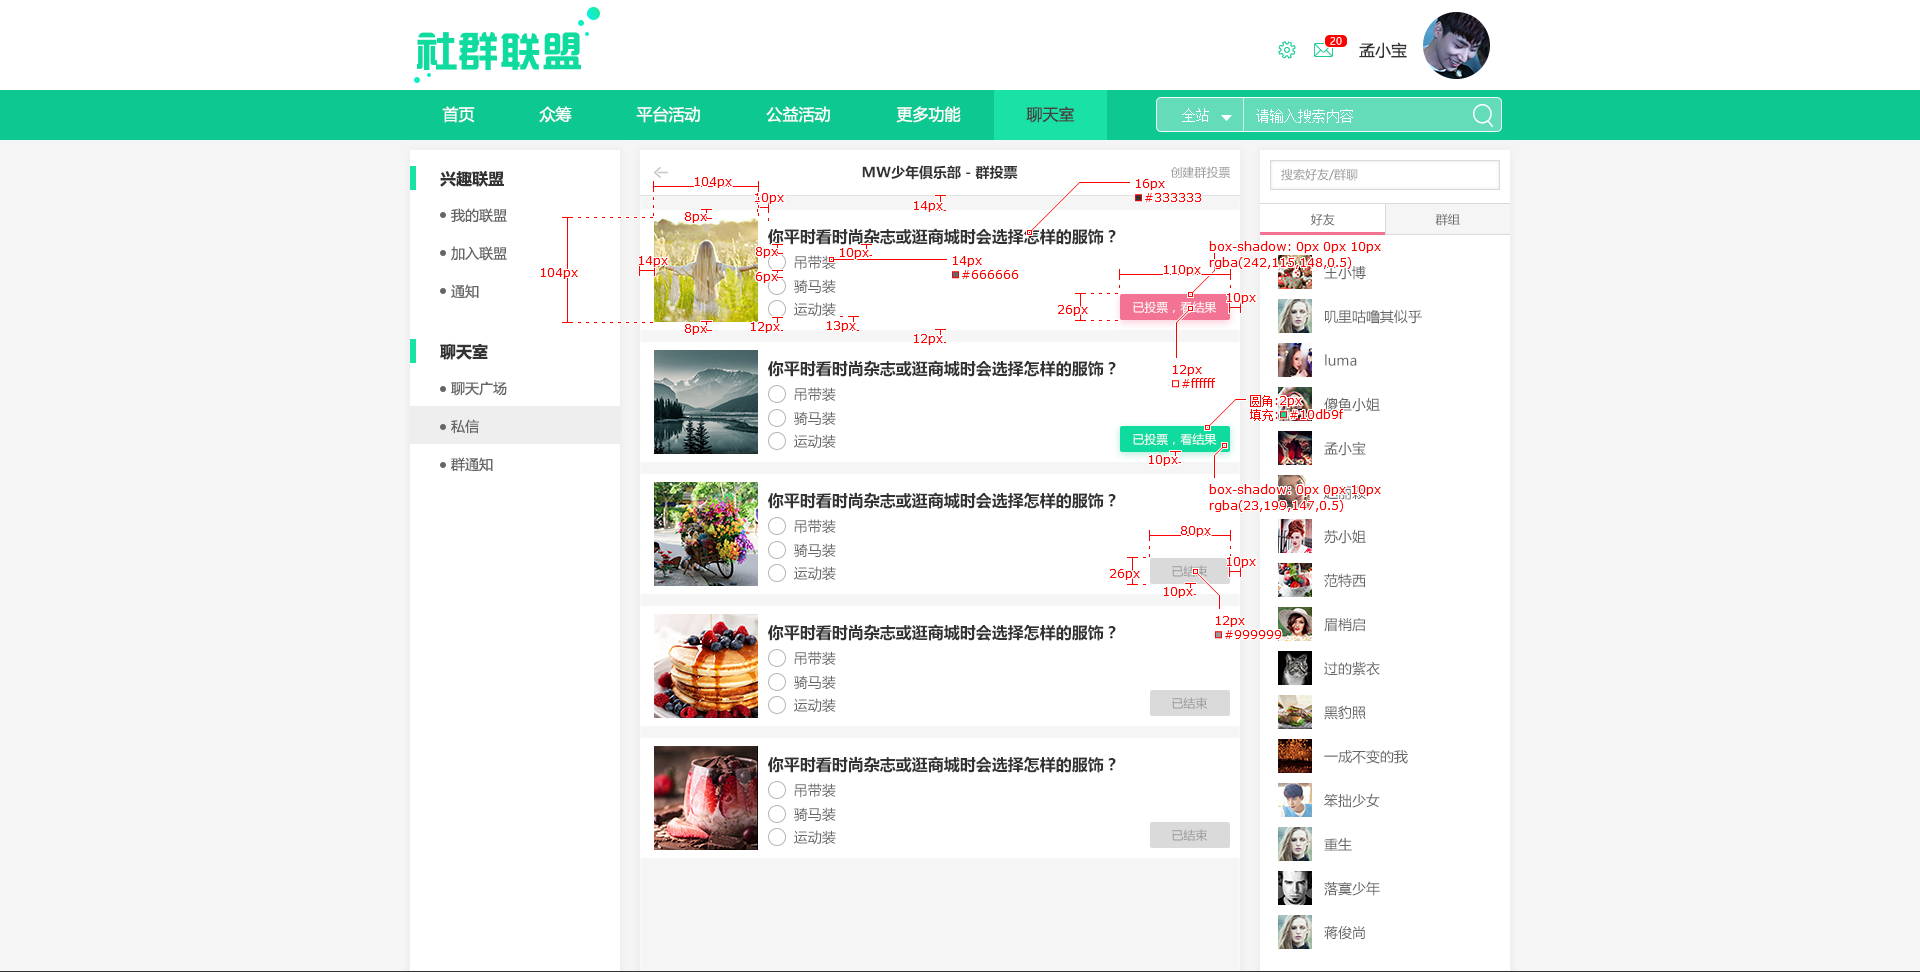 社群联盟
20
孟小宝
首页
众筹
平台活动
公益活动
更多功能
聊天室
全站
请输入搜索内容
兴趣联盟
我的联盟
加入联盟
通知
聊天室
聊天广场
私信
群通知
MW少年俱乐部 - 群投票
创建群投票
104px
10px
14px
16px
#333333
8px
你平时看时尚杂志或逛商城时会选择怎样的服饰？
8px
10px
吊带装
14px
#666666
14px
104px
6px
骑马装
运动装
8px
12px
13px
12px
110px
26px
已投票，看结果
10px
12px
#ffffff
box-shadow: 0px 0px 10px
rgba(242,115,148,0.5)
你平时看时尚杂志或逛商城时会选择怎样的服饰？
吊带装
骑马装
运动装
已投票，看结果
10px
圆角:2px
填充:#10db9f
box-shadow: 0px 0px 10px
rgba(23,199,147,0.5)
你平时看时尚杂志或逛商城时会选择怎样的服饰？
吊带装
骑马装
运动装
80px
26px
已结束
10px
10px
12px
#999999
你平时看时尚杂志或逛商城时会选择怎样的服饰？
吊带装
骑马装
运动装
已结束
你平时看时尚杂志或逛商城时会选择怎样的服饰？
吊带装
骑马装
运动装
已结束
搜索好友/群聊
好友
群组
王小博
叽里咕噜其似乎
luma
傻鱼小姐
孟小宝
苏小姐
范特西
眉梢启
过的紫衣
黑豹照
一成不变的我
笨拙少女
重生
落寞少年
蒋俊尚